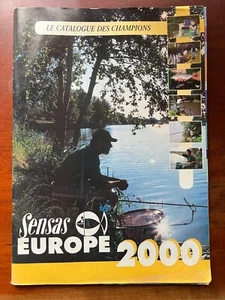 LE CATALOGUE DES CHAMPIONS
Sensas
EUROPE 2000